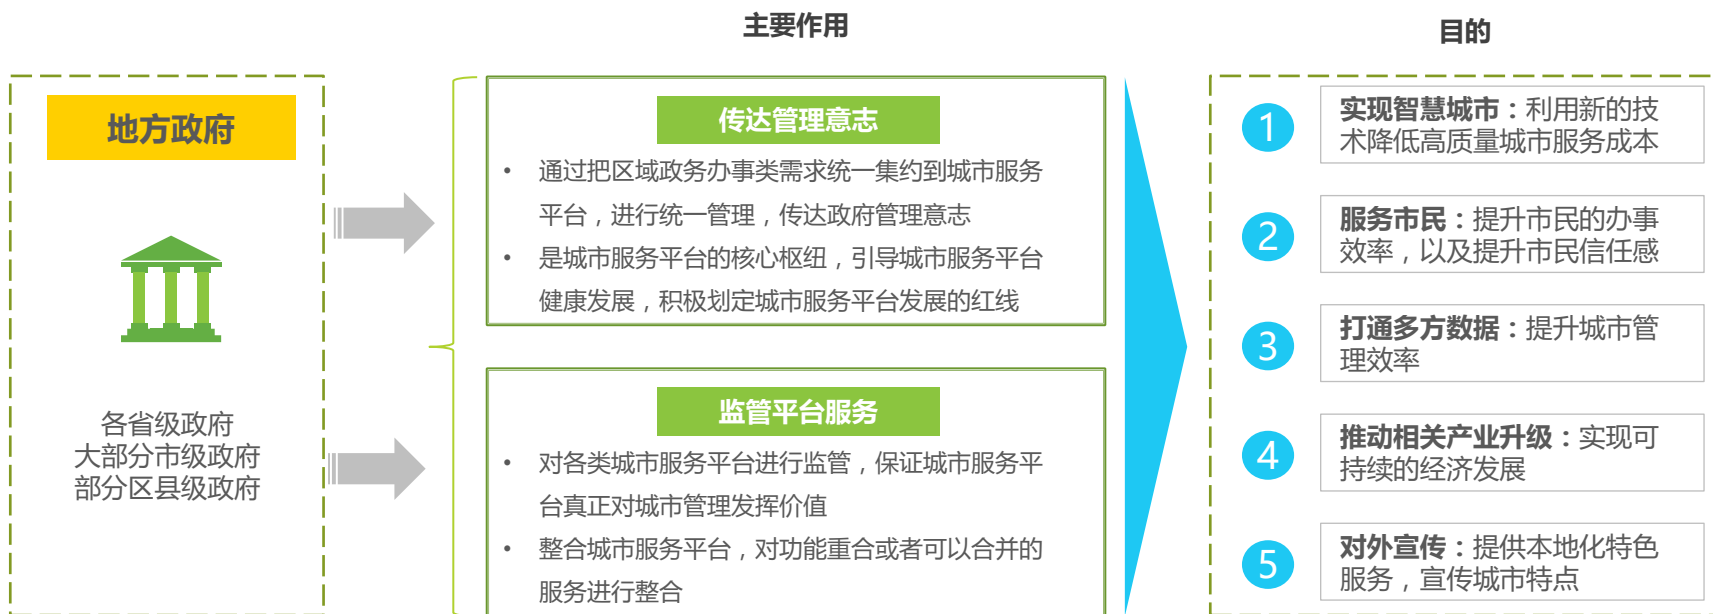 主要作用
目的
地方政府
各省级政府
大部分市级政府
部分区县级政府
传达管理意志
• 通过把区域政务办事类需求统一集约到城市服务
平台，进行统一管理，传达政府管理意志
• 是城市服务平台的核心枢纽，引导城市服务平台
健康发展，积极划定城市服务平台发展的红线
监管平台服务
• 对各类城市服务平台进行监管，保证城市服务平
台真正对城市管理发挥价值
• 整合城市服务平台，对功能重合或者可以合并的
服务进行整合
1
实现智慧城市：利用新的技
术降低高质量城市服务成本
2
服务市民：提升市民的办事
效率，以及提升市民信任感
3
打通多方数据：提升城市管
理效率
4
推动相关产业升级：实现可
持续的经济发展
5
对外宣传：提供本地化特色
服务，宣传城市特点